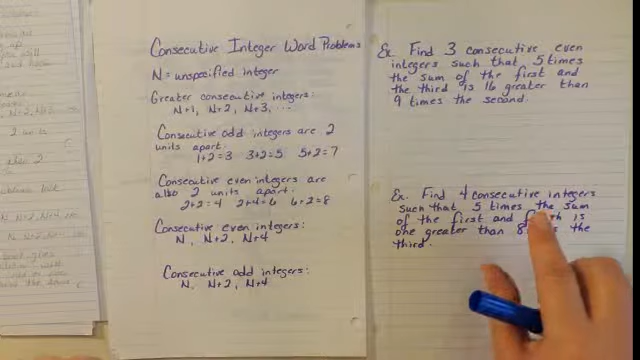 Consecutive Integer Word Problems
N = unspecified integer
Greater consecutive integers:
N+1, N+2, N+3, ...
Consecutive odd integers are 2
units apart.
1+2=3 3+2=5 5+2=7
Consecutive even integers are
also 2 units apart.
2+2=4 2+4=6 6+2=8
Consecutive even integers:
N, N+2, N+4
Consecutive odd integers:
N, N+2, N+4
Ex. Find 3 consecutive even
integers such that 5 times
the sum of the first and
the third is 16 greater than
9 times the second.
Ex. Find 4 consecutive integers
such that 5 times the sum
of the first and is
one greater than 8 the
third.